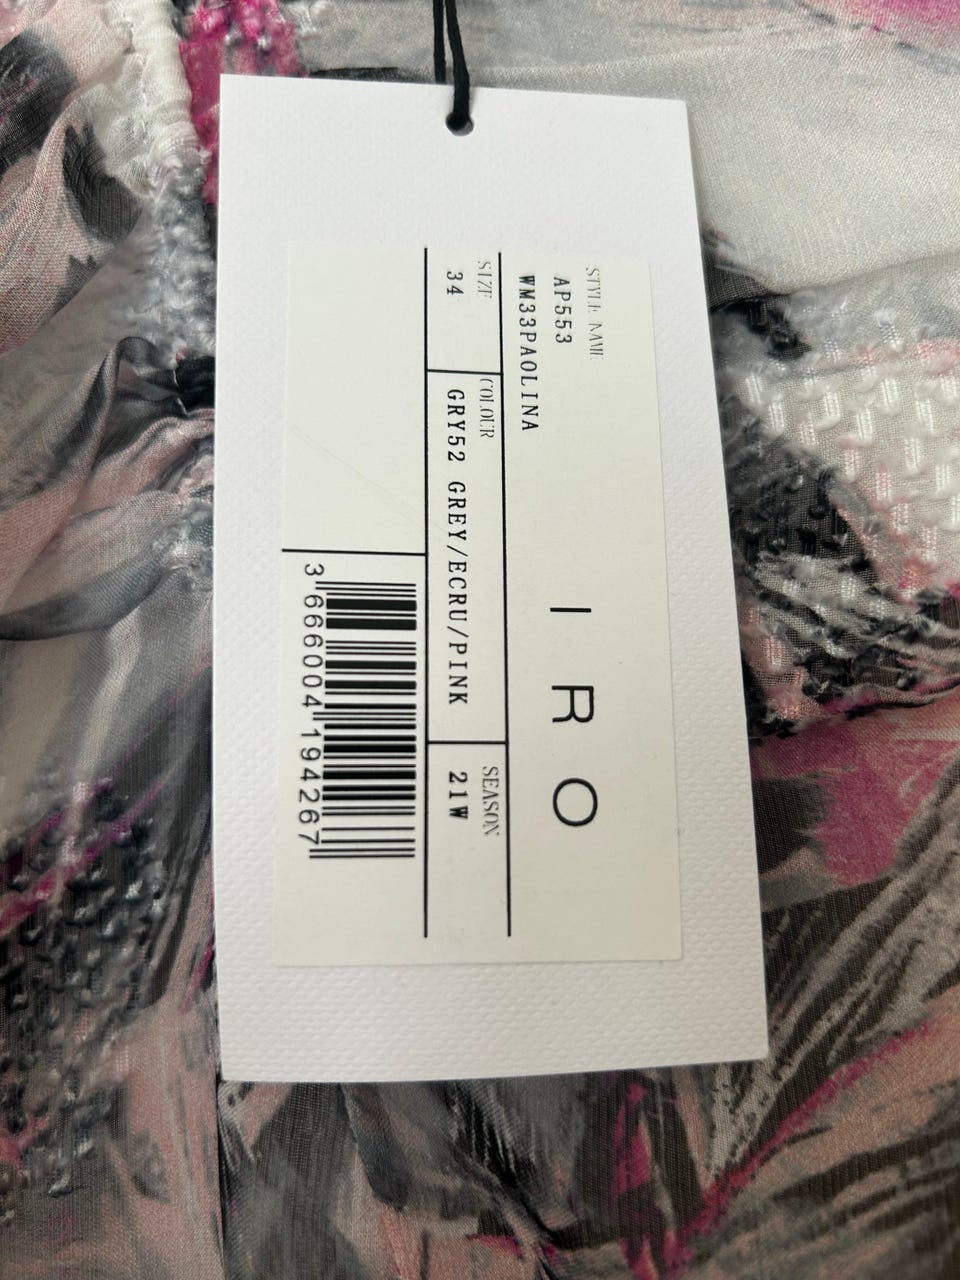 IRO
STYLE NAME
AP553
WM33PAOLINA
SIZE
34
COLOUR
GRY52 GREY/ECRU/PINK
SEASON
21W
3 666004 194267